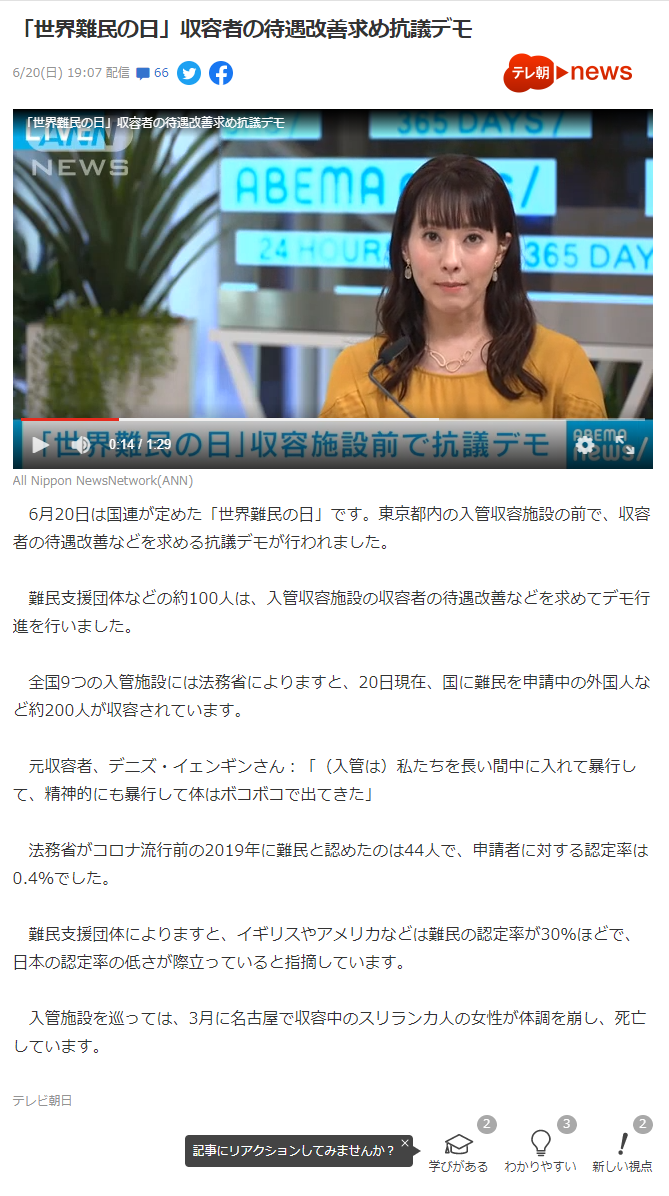 「世界難民の日」収容者の待遇改善求め抗議デモ
6/20(日) 19:07 配信 66
テレ朝 news
「世界難民の日」収容者の待遇改善求め抗議デモ
LIVE
ANN
NEWS
365 DAYS /
ABEMA news/
24 HOURS
365 DAYS
「世界難民の日」収容施設前で抗議デモ
ABEMA
news/
0:14 / 1:29
All Nippon NewsNetwork(ANN)
6月20日は国連が定めた「世界難民の日」です。東京都内の入管収容施設の前で、収容
者の待遇改善などを求める抗議デモが行われました。
難民支援団体などの約100人は、入管収容施設の収容者の待遇改善などを求めてデモ行
進を行いました。
全国9つの入管施設には法務省によりますと、20日現在、国に難民を申請中の外国人な
ど約200人が収容されています。
元収容者、デニズ・イェンギンさん：「（入管は）私たちを長い間中に入れて暴行し
て、精神的にも暴行して体はボコボコで出てきた」
法務省がコロナ流行前の2019年に難民と認めたのは44人で、申請者に対する認定率は
0.4%でした。
難民支援団体によりますと、イギリスやアメリカなどは難民の認定率が30%ほどで、
日本の認定率の低さが際立っていると指摘しています。
入管施設を巡っては、3月に名古屋で収容中のスリランカ人の女性が体調を崩し、死亡
しています。
テレビ朝日
記事にリアクションしてみませんか？ ×
2
学びがある
3
わかりやすい
2
新しい視点